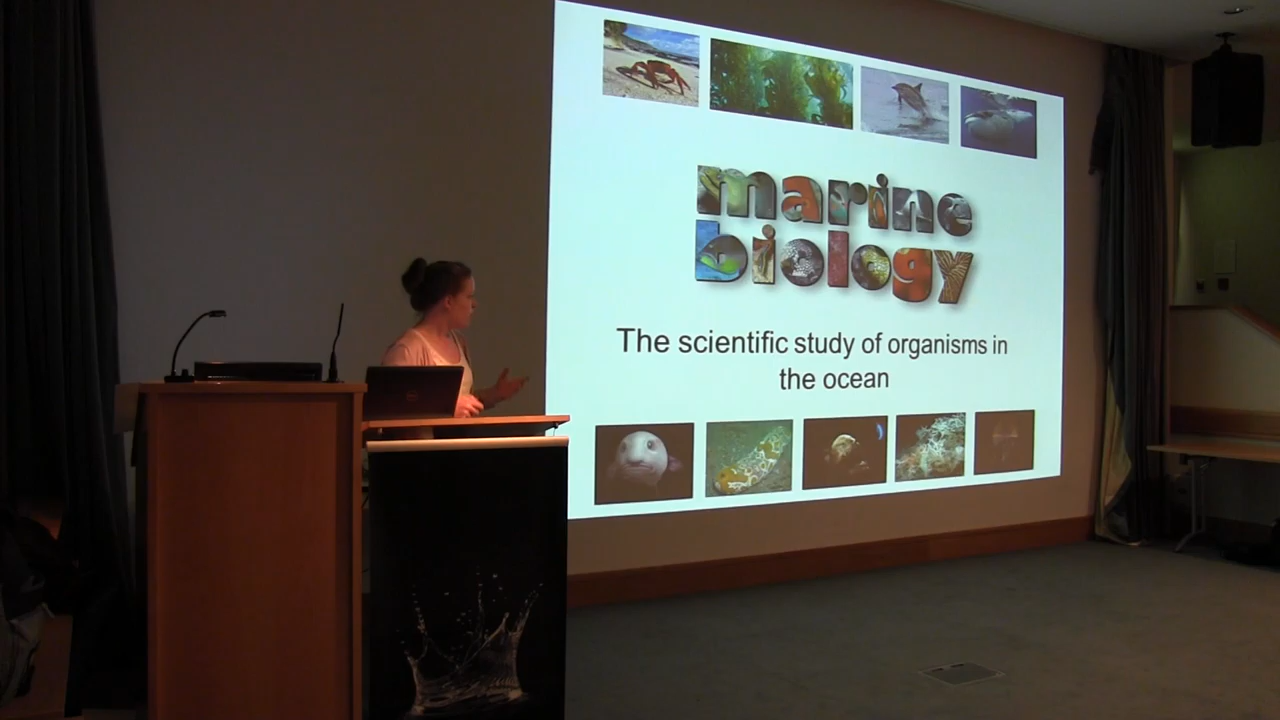 marine
biology
The scientific study of organisms in
the ocean